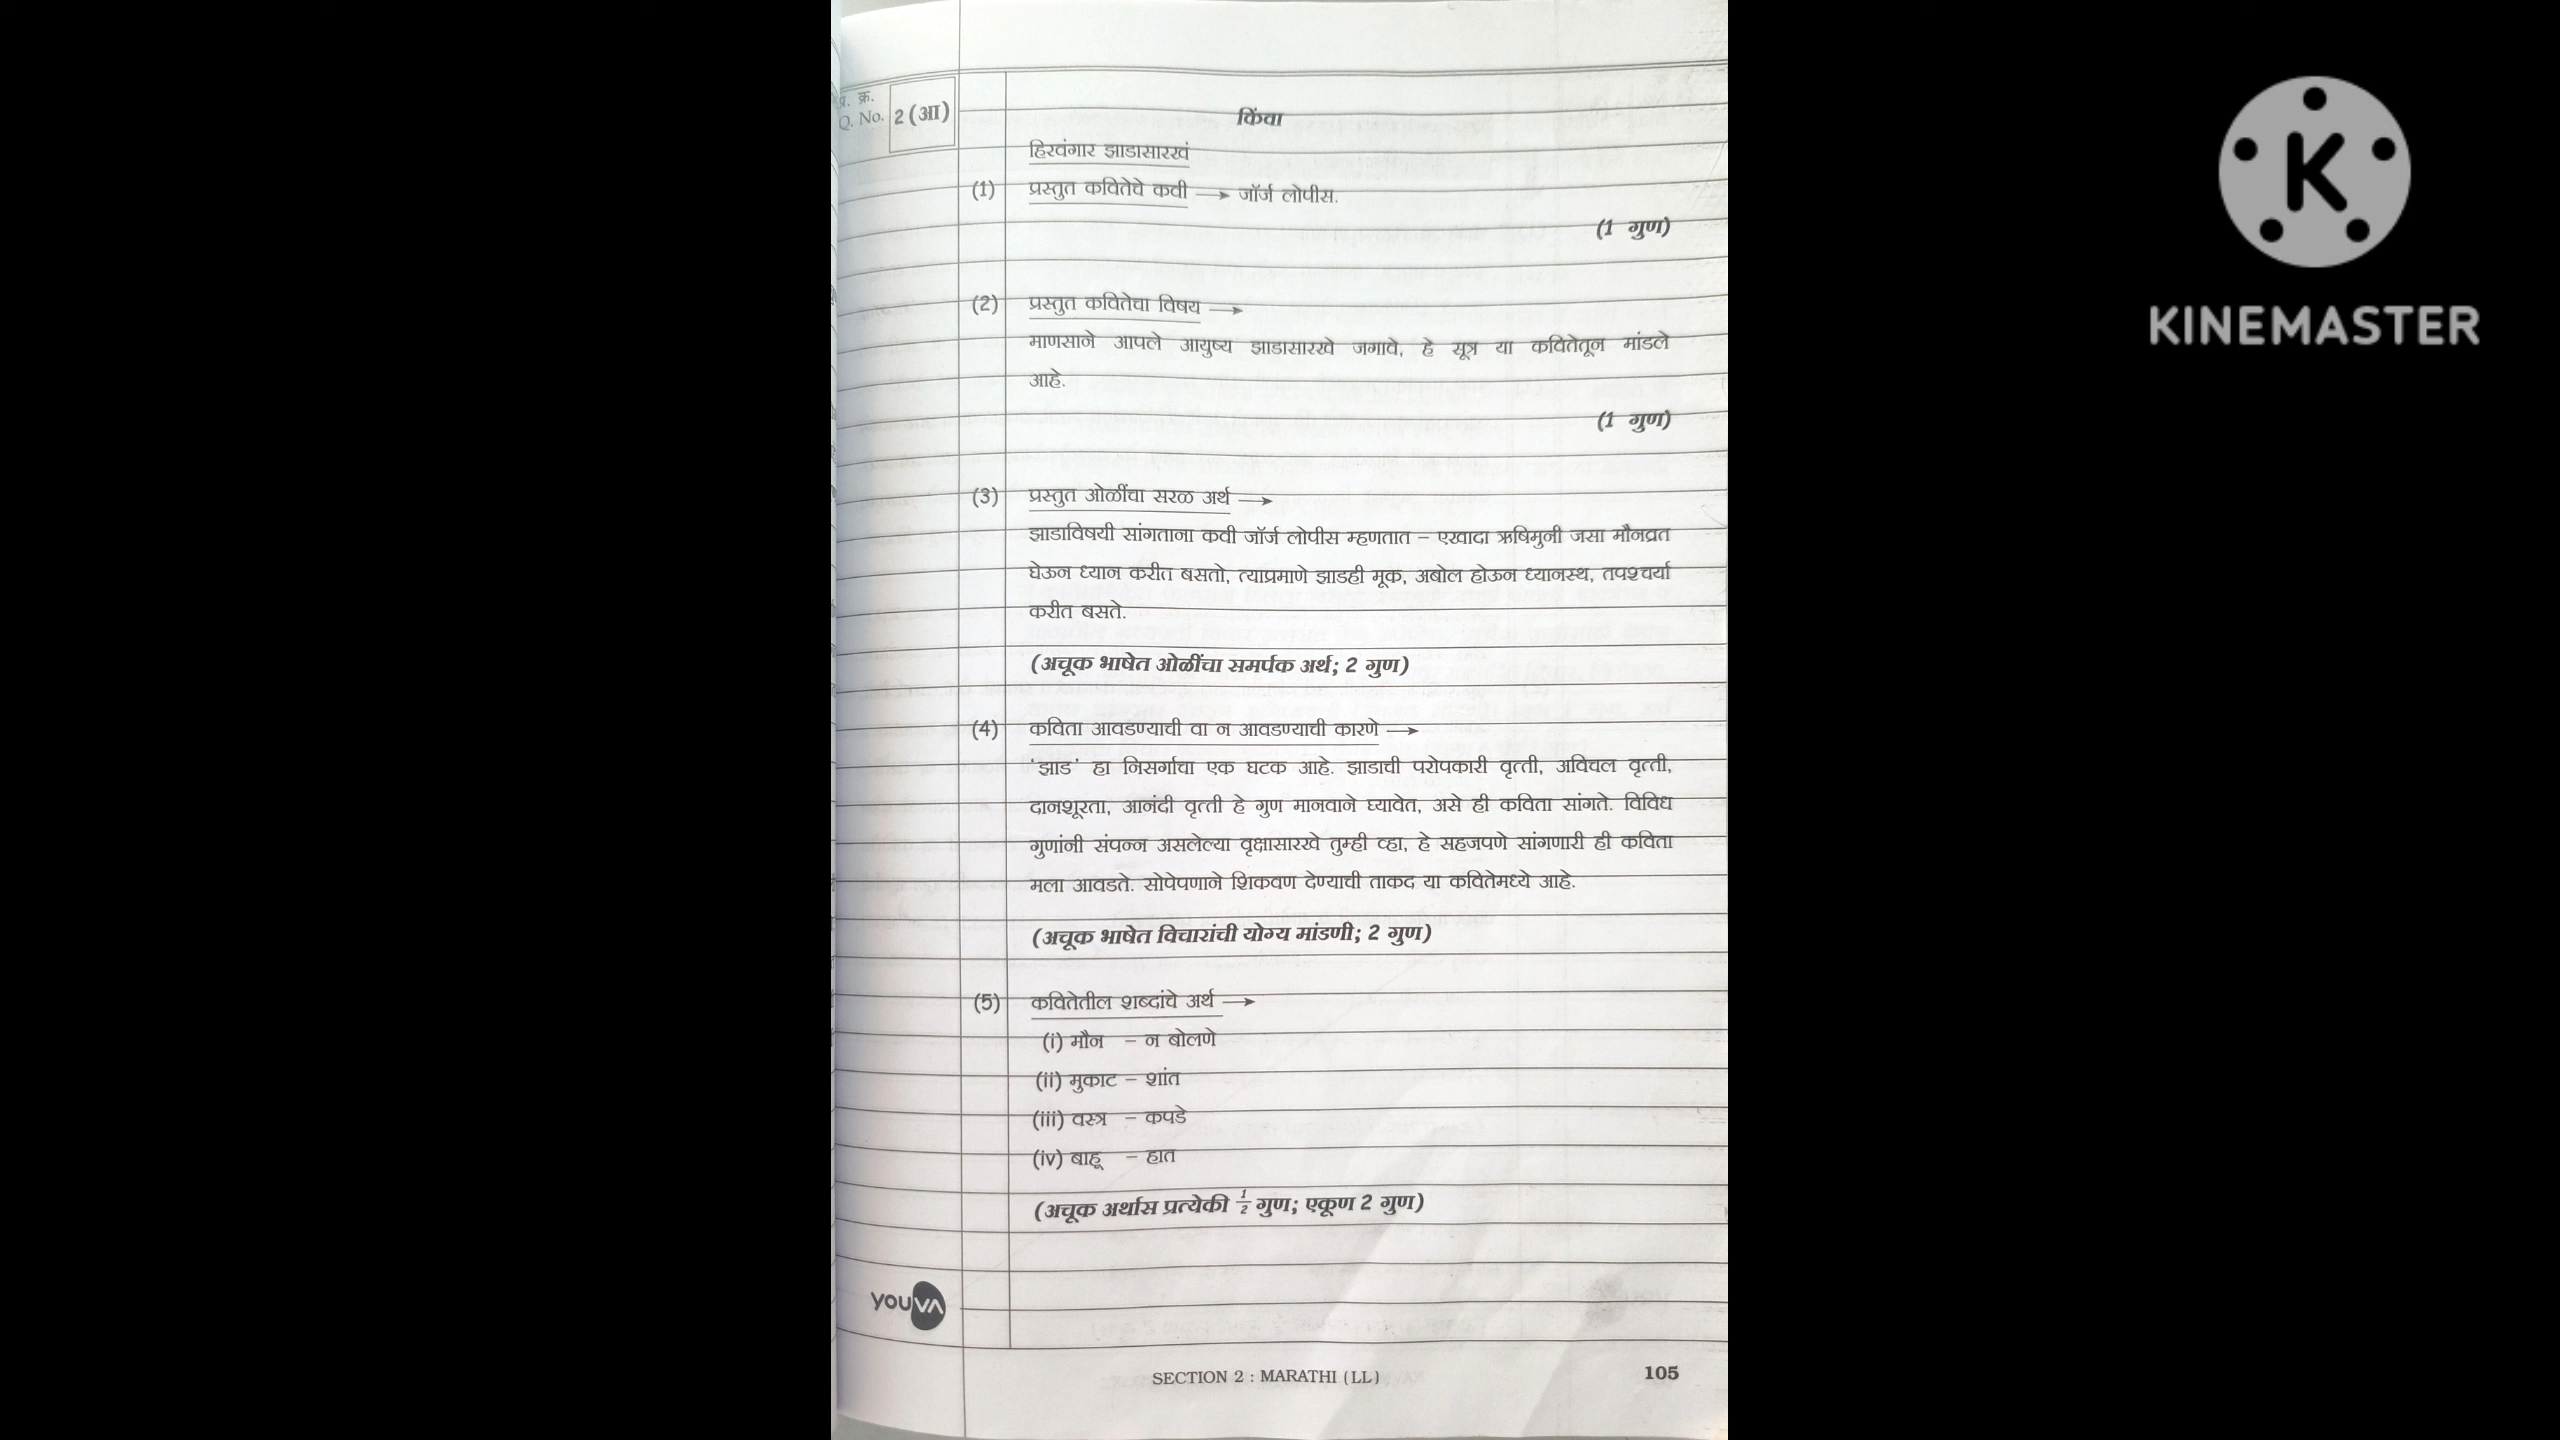 प्र. क्र.
Q. No. 2 (आ)
किंवा
हिरवंगार झाडासारखं
(1) प्रस्तुत कवितेचे कवी → जॉर्ज लोपीस.
(1 गुण)
(2) प्रस्तुत कवितेचा विषय →
माणसाने आपले आयुष्य झाडासारखे जगावे, हे सूत्र या कवितेतून मांडले
आहे.
(1 गुण)
(3) प्रस्तुत ओळींचा सरळ अर्थ →
झाडाविषयी सांगताना कवी जॉर्ज लोपीस म्हणतात – एखादा ऋषिमुनी जसा मौनव्रत
घेऊन ध्यान करीत बसतो, त्याप्रमाणे झाडही मूक, अबोल होऊन ध्यानस्थ, तपश्चर्या
करीत बसते.
(अचूक भाषेत ओळींचा समर्पक अर्थ; 2 गुण)
(4) कविता आवडण्याची वा न आवडण्याची कारणे →
'झाड' हा निसर्गाचा एक घटक आहे. झाडाची परोपकारी वृत्ती, अविचल वृत्ती,
दानशूरता, आनंदी वृत्ती हे गुण मानवाने घ्यावेत, असे ही कविता सांगते. विविध
गुणांनी संपन्न असलेल्या वृक्षासारखे तुम्ही व्हा, हे सहजपणे सांगणारी ही कविता
मला आवडते. सोपेपणाने शिकवण देण्याची ताकद या कवितेमध्ये आहे.
(अचूक भाषेत विचारांची योग्य मांडणी; 2 गुण)
(5) कवितेतील शब्दांचे अर्थ →
(i) मौन – न बोलणे
(ii) मुकाट – शांत
(iii) वस्त्र – कपडे
(iv) बाहू – हात
(अचूक अर्थास प्रत्येकी 1/2 गुण; एकूण 2 गुण)
YOUVA
SECTION 2 : MARATHI (LL) 105
K
KINEMASTER